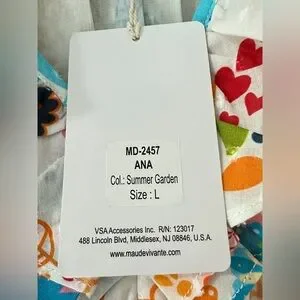 MD-2457
ANA
Col.: Summer Garden
Size : L
VSA Accessories Inc. R/N: 123017
488 Lincoln Blvd, Middlesex, NJ 08846, U.S.A.
www.maudevivante.com